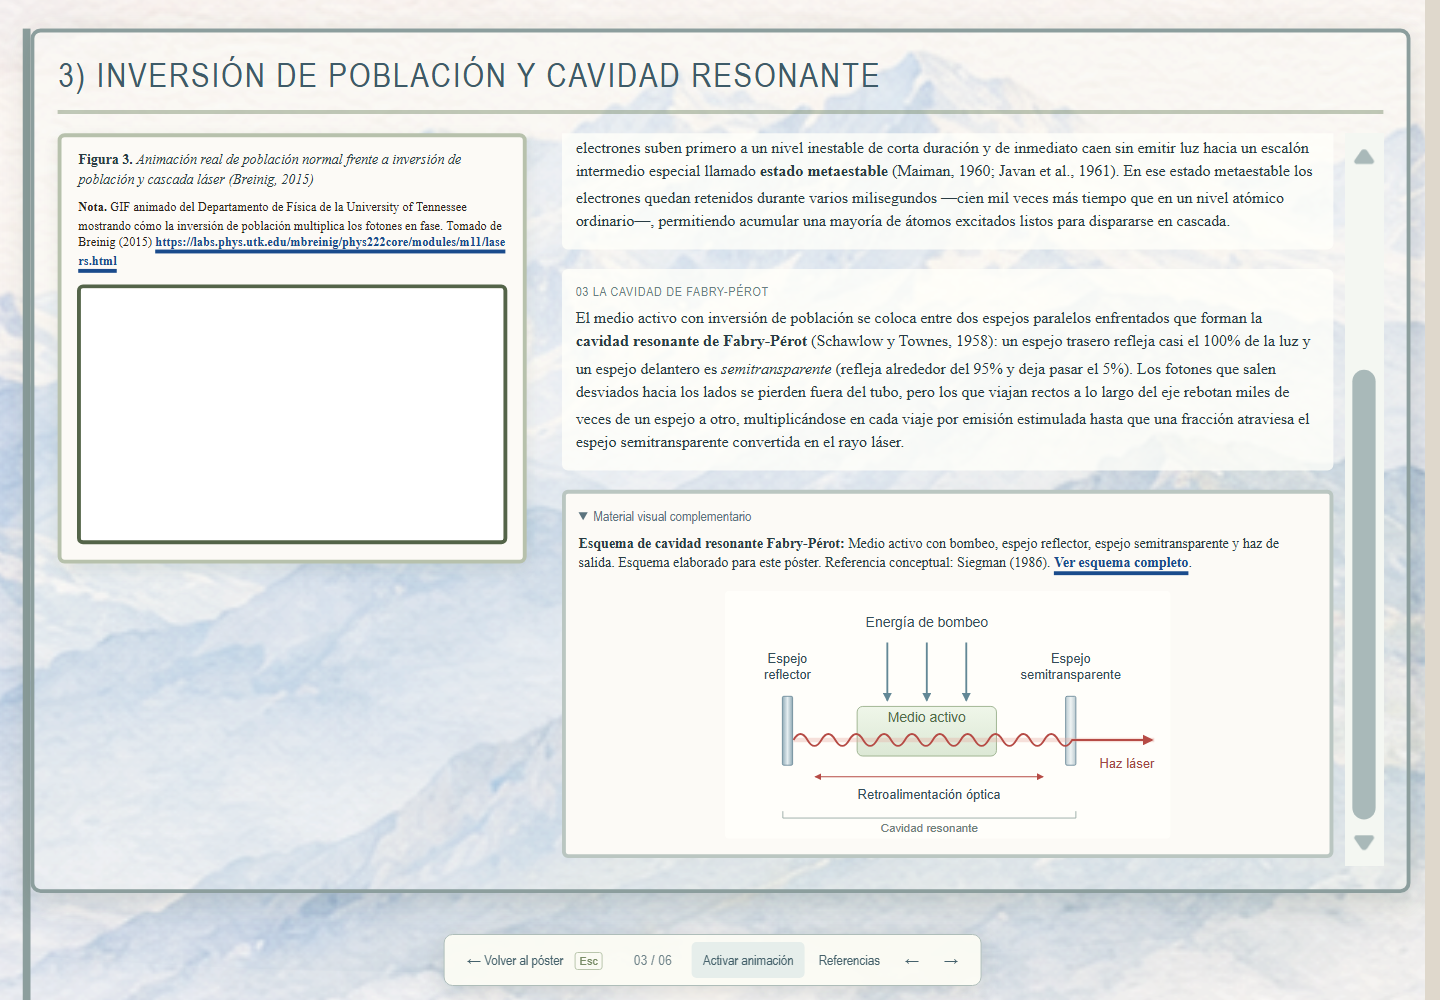 3) INVERSIÓN DE POBLACIÓN Y CAVIDAD RESONANTE
Figura 3. Animación real de población normal frente a inversión de
población y cascada láser (Breinig, 2015)
Nota. GIF animado del Departamento de Física de la University of Tennessee
mostrando cómo la inversión de población multiplica los fotones en fase. Tomado de
Breinig (2015) https://labs.phys.utk.edu/mbreinig/phys222core/modules/m11/lase
rs.html
electrones suben primero a un nivel inestable de corta duración y de inmediato caen sin emitir luz hacia un escalón
intermedio especial llamado estado metaestable (Maiman, 1960; Javan et al., 1961). En ese estado metaestable los
electrones quedan retenidos durante varios milisegundos —cien mil veces más tiempo que en un nivel atómico
ordinario—, permitiendo acumular una mayoría de átomos excitados listos para dispararse en cascada.
03 LA CAVIDAD DE FABRY-PÉROT
El medio activo con inversión de población se coloca entre dos espejos paralelos enfrentados que forman la
cavidad resonante de Fabry-Pérot (Schawlow y Townes, 1958): un espejo trasero refleja casi el 100% de la luz y
un espejo delantero es semitransparente (refleja alrededor del 95% y deja pasar el 5%). Los fotones que salen
desviados hacia los lados se pierden fuera del tubo, pero los que viajan rectos a lo largo del eje rebotan miles de
veces de un espejo a otro, multiplicándose en cada viaje por emisión estimulada hasta que una fracción atraviesa el
espejo semitransparente convertida en el rayo láser.
▼ Material visual complementario
Esquema de cavidad resonante Fabry-Pérot: Medio activo con bombeo, espejo reflector, espejo semitransparente y haz de
salida. Esquema elaborado para este póster. Referencia conceptual: Siegman (1986). Ver esquema completo.
Energía de bombeo
Espejo
reflector
Espejo
semitransparente
Medio activo
Haz láser
Retroalimentación óptica
Cavidad resonante
← Volver al póster Esc 03 / 06 Activar animación Referencias ← →